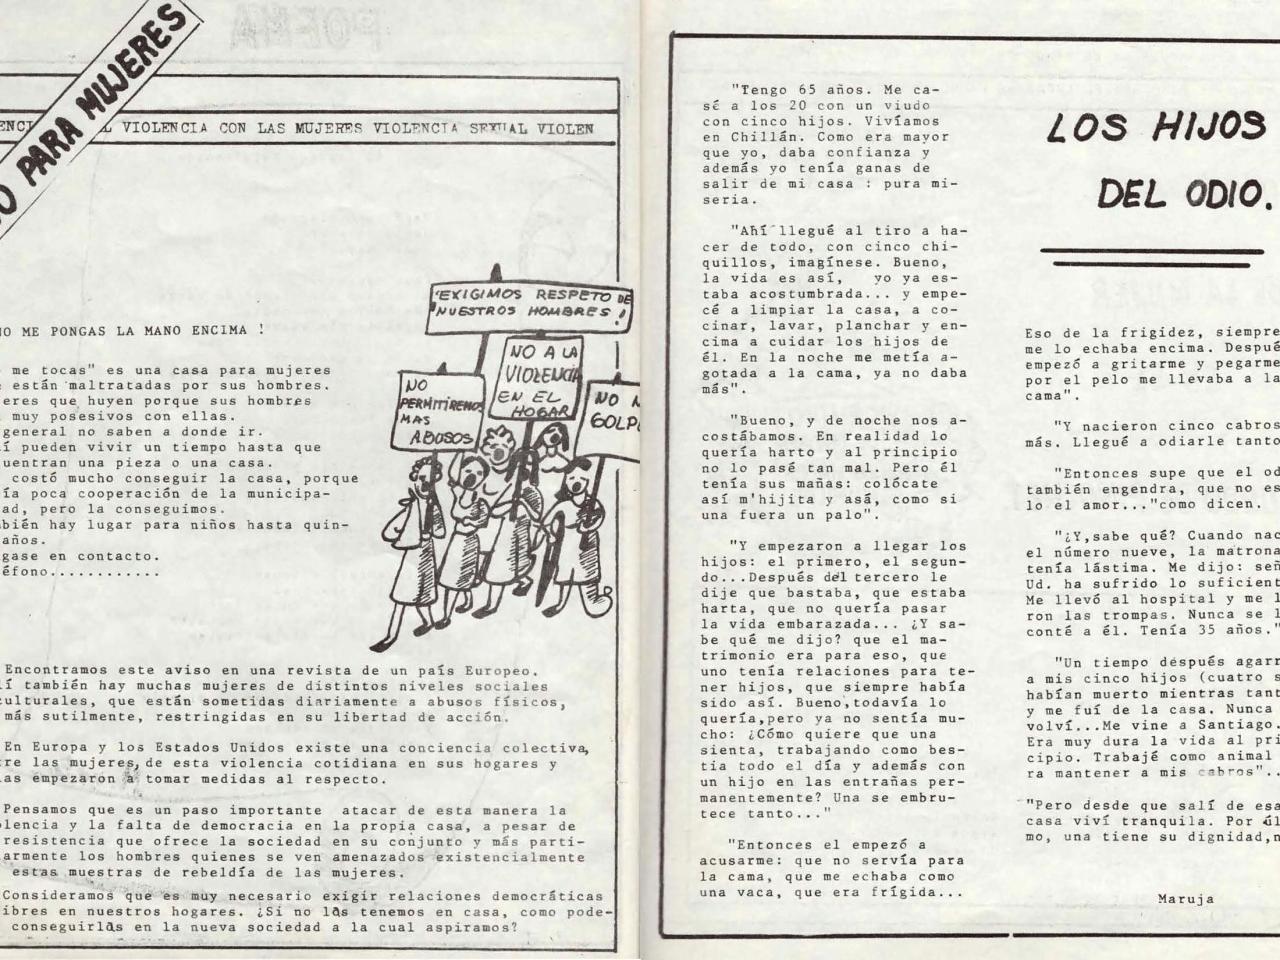 O PARA MUJERES
VIOLENCIA CON LAS MUJERES VIOLENCIA SEXUAL VIOLEN
"EXIGIMOS RESPETO DE
NUESTROS HOMBRES!
NO A LA
VIOLENCIA
EN EL
HOGAR
NO
PERMITIREMOS
MAS
ABUSOS
NO
GOLP
NO ME PONGAS LA MANO ENCIMA !
me tocas" es una casa para mujeres
están maltratadas por sus hombres.
eres que huyen porque sus hombres
muy posesivos con ellas.
general no saben a donde ir.
í pueden vivir un tiempo hasta que
uentran una pieza o una casa.
costó mucho conseguir la casa, porque
ía poca cooperación de la municipa-
ad, pero la conseguimos.
bién hay lugar para niños hasta quin-
años.
gase en contacto.
éfono............
Encontramos este aviso en una revista de un país Europeo.
lí también hay muchas mujeres de distintos niveles sociales
culturales, que están sometidas diariamente a abusos físicos,
más sutilmente, restringidas en su libertad de acción.
En Europa y los Estados Unidos existe una conciencia colectiva,
re las mujeres, de esta violencia cotidiana en sus hogares y
as empezaron a tomar medidas al respecto.
Pensamos que es un paso importante atacar de esta manera la
olencia y la falta de democracia en la propia casa, a pesar de
resistencia que ofrece la sociedad en su conjunto y más parti-
armente los hombres quienes se ven amenazados existencialmente
estas muestras de rebeldía de las mujeres.
Consideramos que es muy necesario exigir relaciones democráticas
ibres en nuestros hogares. ¿Si no las tenemos en casa, como pode-
conseguirlas en la nueva sociedad a la cual aspiramos?
LOS HIJOS
DEL ODIO.
"Tengo 65 años. Me ca-
sé a los 20 con un viudo
con cinco hijos. Vivíamos
en Chillán. Como era mayor
que yo, daba confianza y
además yo tenía ganas de
salir de mi casa : pura mi-
seria.
"Ahí llegué al tiro a ha-
cer de todo, con cinco chi-
quillos, imagínese. Bueno,
la vida es así, yo ya es-
taba acostumbrada... y empe-
cé a limpiar la casa, a co-
cinar, lavar, planchar y en-
cima a cuidar los hijos de
él. En la noche me metía a-
gotada a la cama, ya no daba
más".
"Bueno, y de noche nos a-
costábamos. En realidad lo
quería harto y al principio
no lo pasé tan mal. Pero él
tenía sus mañas: colócate
así m'hijita y asá, como si
una fuera un palo".
"Y empezaron a llegar los
hijos: el primero, el segun-
do...Después del tercero le
dije que bastaba, que estaba
harta, que no quería pasar
la vida embarazada... ¿Y sa-
be qué me dijo? que el ma-
trimonio era para eso, que
uno tenía relaciones para te-
ner hijos, que siempre había
sido así. Bueno, todavía lo
quería,pero ya no sentía mu-
cho: ¿Cómo quiere que una
sienta, trabajando como bes-
tia todo el día y además con
un hijo en las entrañas per-
manentemente? Una se embru-
tece tanto..."
"Entonces el empezó a
acusarme: que no servía para
la cama, que me echaba como
una vaca, que era frígida...
Eso de la frigidez, siempre
me lo echaba encima. Despué
empezó a gritarme y pegarme
por el pelo me llevaba a la
cama".
"Y nacieron cinco cabros
más. Llegué a odiarle tanto
"Entonces supe que el od
también engendra, que no es
lo el amor..."como dicen.
"¿Y,sabe qué? Cuando nac
el número nueve, la matrona
tenía lástima. Me dijo: señ
Ud. ha sufrido lo suficient
Me llevó al hospital y me l
ron las trompas. Nunca se l
conté a él. Tenía 35 años."
"Un tiempo después agarr
a mis cinco hijos (cuatro s
habían muerto mientras tant
y me fuí de la casa. Nunca
volví...Me vine a Santiago.
Era muy dura la vida al pri
cipio. Trabajé como animal
ra mantener a mis cabros"..
"Pero desde que salí de esa
casa viví tranquila. Por úl
mo, una tiene su dignidad,n
Maruja